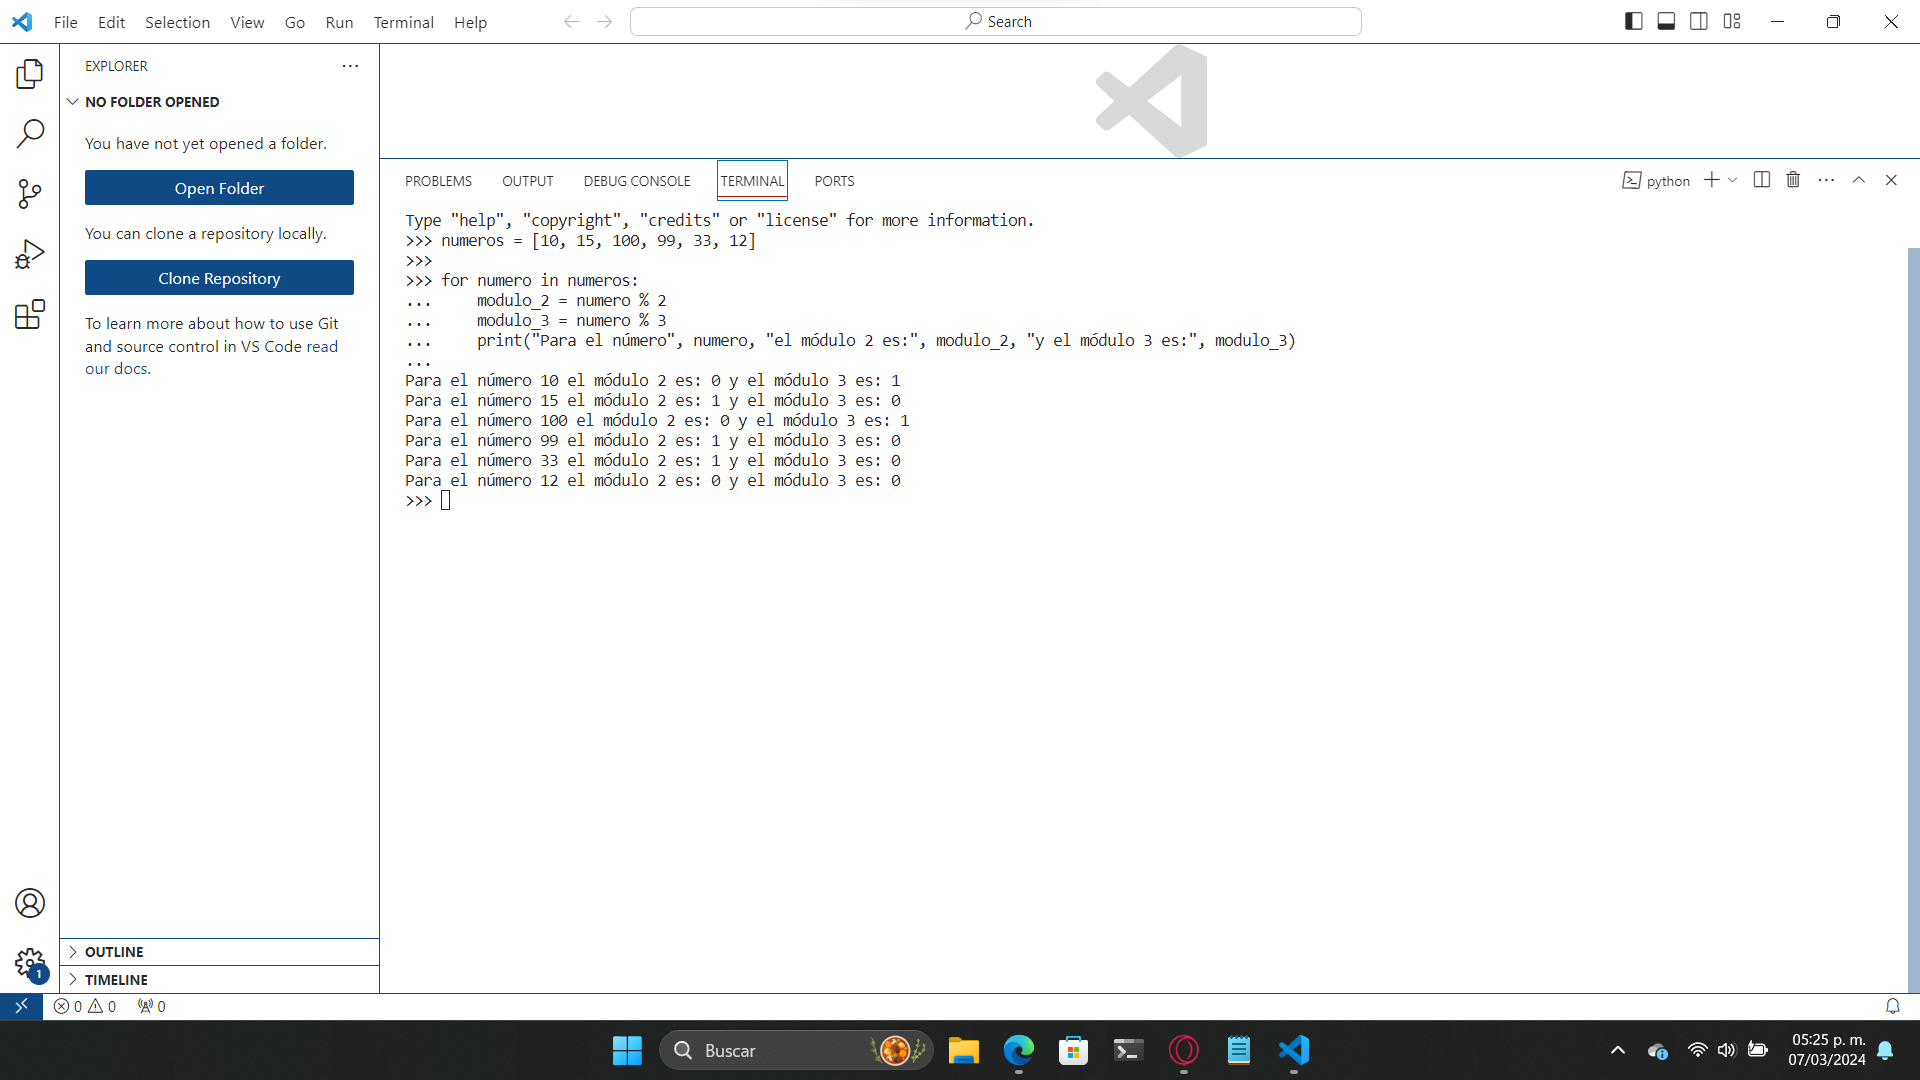 File Edit Selection View Go Run Terminal Help
Search
EXPLORER
NO FOLDER OPENED
You have not yet opened a folder.
Open Folder
You can clone a repository locally.
Clone Repository
To learn more about how to use Git
and source control in VS Code read
our docs.
OUTLINE
TIMELINE
PROBLEMS OUTPUT DEBUG CONSOLE TERMINAL PORTS
python
Type "help", "copyright", "credits" or "license" for more information.
>>> numeros = [10, 15, 100, 99, 33, 12]
>>>
>>> for numero in numeros:
...     modulo_2 = numero % 2
...     modulo_3 = numero % 3
...     print("Para el número", numero, "el módulo 2 es:", modulo_2, "y el módulo 3 es:", modulo_3)
...
Para el número 10 el módulo 2 es: 0 y el módulo 3 es: 1
Para el número 15 el módulo 2 es: 1 y el módulo 3 es: 0
Para el número 100 el módulo 2 es: 0 y el módulo 3 es: 1
Para el número 99 el módulo 2 es: 1 y el módulo 3 es: 0
Para el número 33 el módulo 2 es: 1 y el módulo 3 es: 0
Para el número 12 el módulo 2 es: 0 y el módulo 3 es: 0
>>>
1
0 0 0
Buscar
05:25 p. m.
07/03/2024